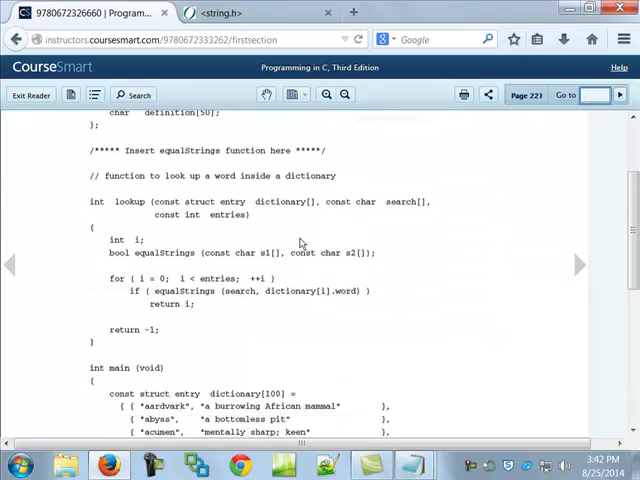 9780672326660 | Programm...
<string.h>
instructors.coursesmart.com/9780672333262/firstsection
Google
CourseSmart
Programming in C, Third Edition
Help
Exit Reader
Search
Page 221
Go to
char definition[50];
};
/***** Insert equalStrings function here *****/
// function to look up a word inside a dictionary
int lookup (const struct entry dictionary[], const char search[],
const int entries)
{
int i;
bool equalStrings (const char s1[], const char s2[]);
for ( i = 0; i < entries; ++i )
if ( equalStrings (search, dictionary[i].word) )
return i;
return -1;
}
int main (void)
{
const struct entry dictionary[100] =
{ { "aardvark", "a burrowing African mammal" },
{ "abyss", "a bottomless pit" },
{ "acumen", "mentally sharp; keen" },
3:42 PM
8/25/2014